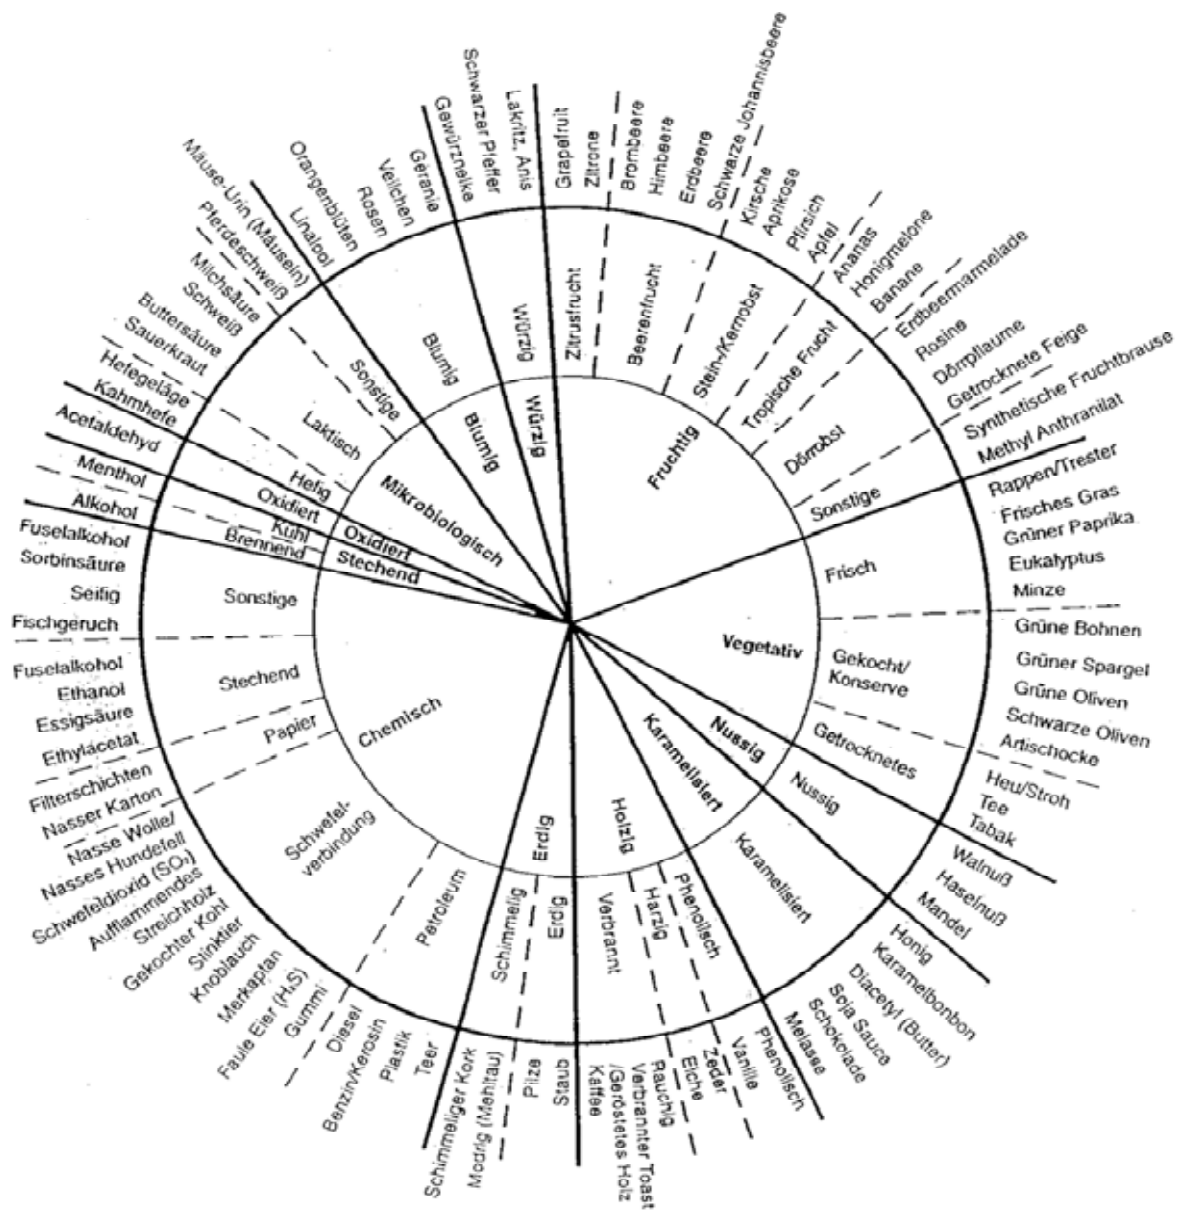 Fruchtig
Vegetativ
Nussig
Karamelisiert
Holzig
Erdig
Chemisch
Stechend
Oxidiert
Mikrobiologisch
Blumig
Würzig
Zitrusfrucht
Beerenfrucht
Stein-/Kernobst
Tropische Frucht
Dörrobst
Sonstige
Frisch
Gekocht/
Konserve
Getrocknetes
Nussig
Karamelisiert
Phenolisch
Harzig
Verbrannt
Erdig
Schimmelig
Petroleum
Schwefel-
verbindung
Papier
Stechend
Sonstige
Brennend
Kühl
Oxidiert
Hefig
Laktisch
Sonstige
Blumig
Würzig
Grapefruit
Zitrone
Brombeere
Himbeere
Erdbeere
Schwarze Johannisbeere
Kirsche
Aprikose
Pfirsich
Apfel
Ananas
Honigmelone
Banane
Erdbeermarmelade
Rosine
Dörrpflaume
Getrocknete Feige
Synthetische Fruchtbrause
Methyl Anthranilat
Rappen/Trester
Frisches Gras
Grüner Paprika
Eukalyptus
Minze
Grüne Bohnen
Grüner Spargel
Grüne Oliven
Schwarze Oliven
Artischocke
Heu/Stroh
Tee
Tabak
Walnuß
Haselnuß
Mandel
Honig
Karamelbonbon
Diacetyl (Butter)
Soja Sauce
Schokolade
Melasse
Phenolisch
Vanille
Zeder
Eiche
Rauchig
Verbrannter Toast
/Geröstetes Holz
Kaffee
Staub
Pilze
Modrig (Mehltau)
Schimmeliger Kork
Teer
Plastik
Benzin/Kerosin
Diesel
Gummi
Faule Eier (H₂S)
Merkaptan
Knoblauch
Stinktier
Gekochter Kohl
Streichholz
Aufflammendes
Schwefeldioxid (SO₂)
Nasses Hundefell
Nasse Wolle/
Nasser Karton
Filterschichten
Ethylacetat
Essigsäure
Ethanol
Fuselalkohol
Fischgeruch
Seifig
Sorbinsäure
Fuselalkohol
Alkohol
Menthol
Acetaldehyd
Kahmhefe
Hefegeläge
Sauerkraut
Buttersäure
Schweiß
Milchsäure
Pferdeschweiß
Mäuse-Urin (Mäuseln)
Linalool
Orangenblüten
Rosen
Veilchen
Geranie
Gewürznelke
Schwarzer Pfeffer
Lakritz, Anis